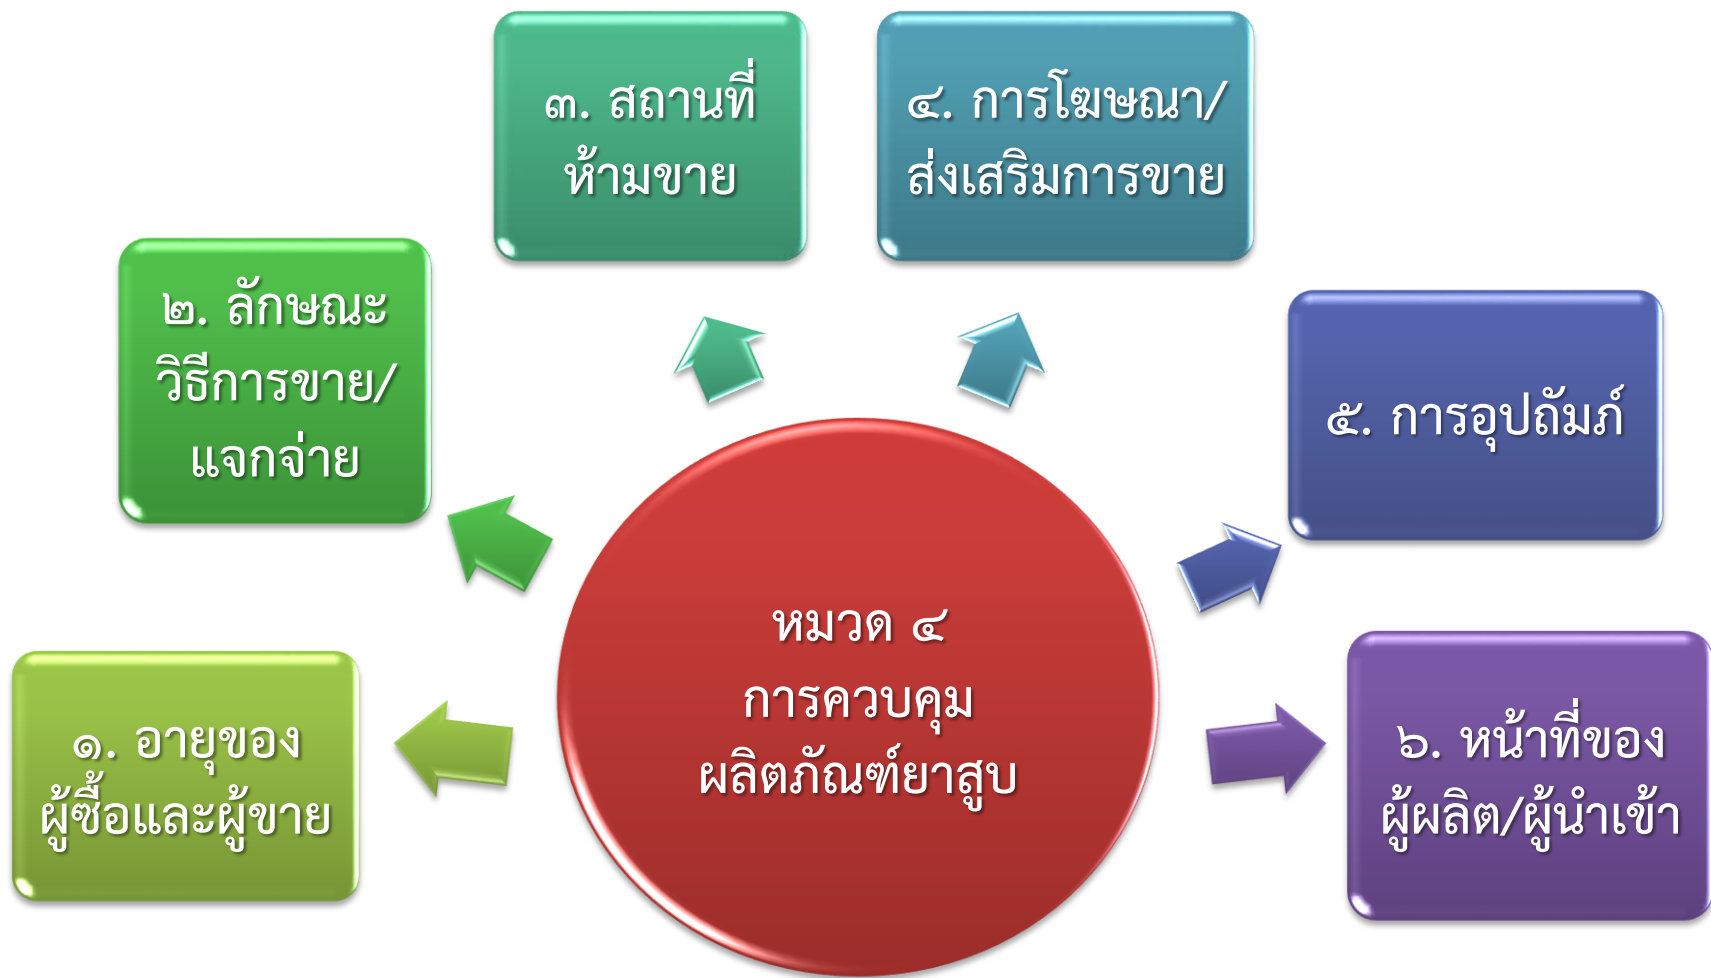 ๓. สถานที่
ห้ามขาย
๔. การโฆษณา/
ส่งเสริมการขาย
๒. ลักษณะ
วิธีการขาย/
แจกจ่าย
๕. การอุปถัมภ์
หมวด ๔
การควบคุม
ผลิตภัณฑ์ยาสูบ
๑. อายุของ
ผู้ซื้อและผู้ขาย
๖. หน้าที่ของ
ผู้ผลิต/ผู้นำเข้า